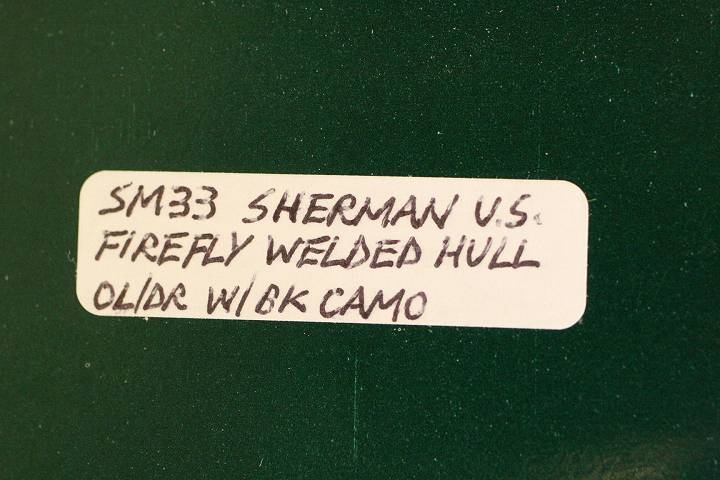 SM33 SHERMAN U.S.
FIREFLY WELDED HULL
OL/DR W/BK CAMO